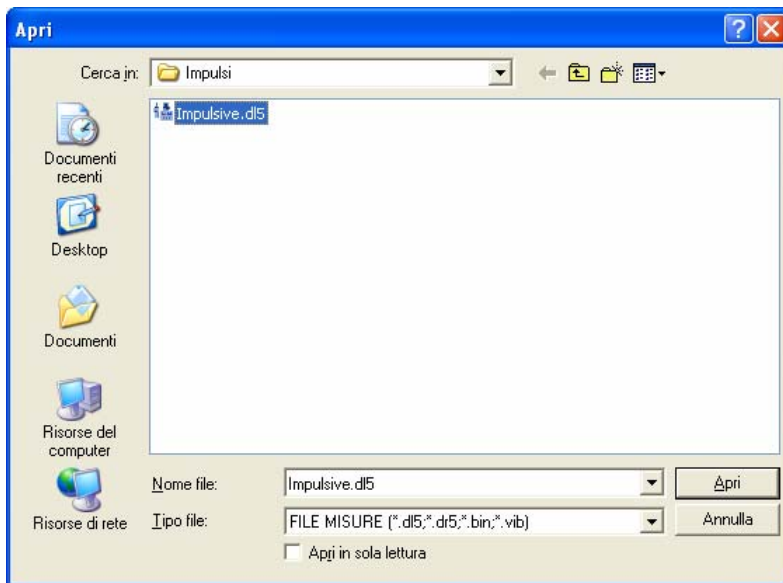 Apri
Cerca in: Impulsi
Impulsive.dl5
Documenti
recenti
Desktop
Documenti
Risorse del
computer
Risorse di rete
Nome file: Impulsive.dl5 Apri
Tipo file: FILE MISURE (*.dl5;*.dr5;*.bin;*.vib) Annulla
Apri in sola lettura